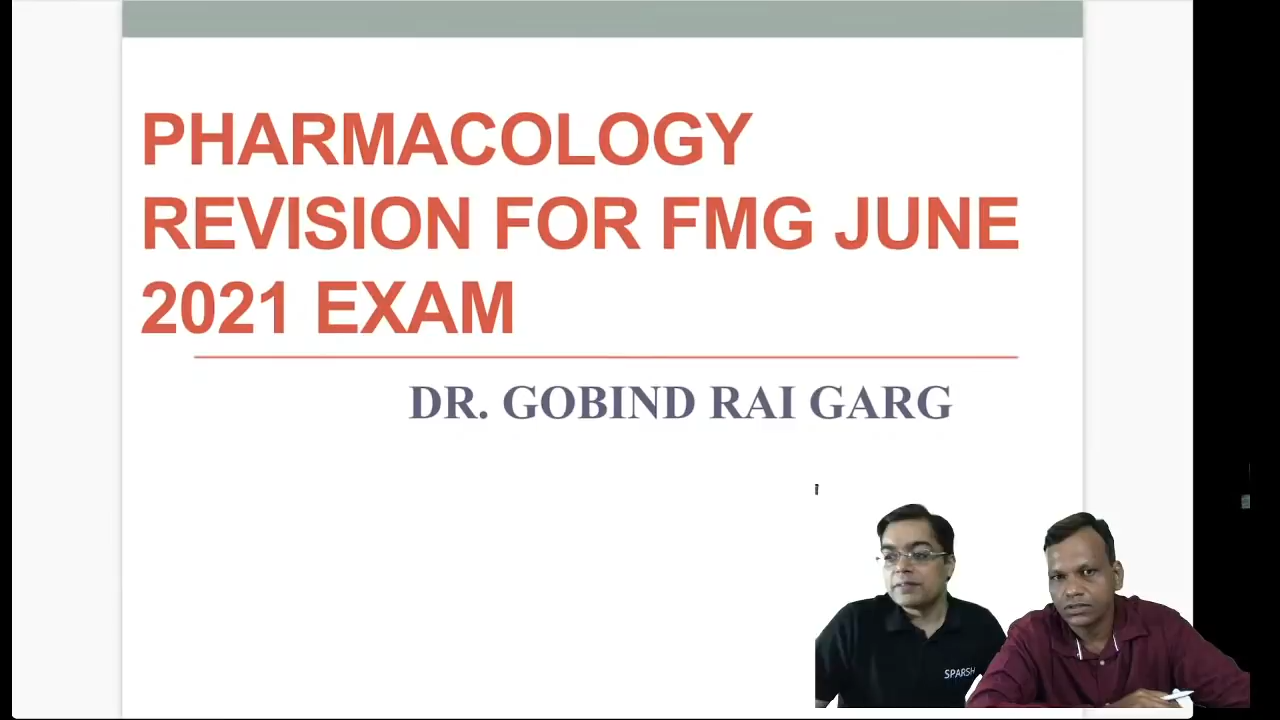 PHARMACOLOGY
REVISION FOR FMG JUNE
2021 EXAM
DR. GOBIND RAI GARG
SPARSH